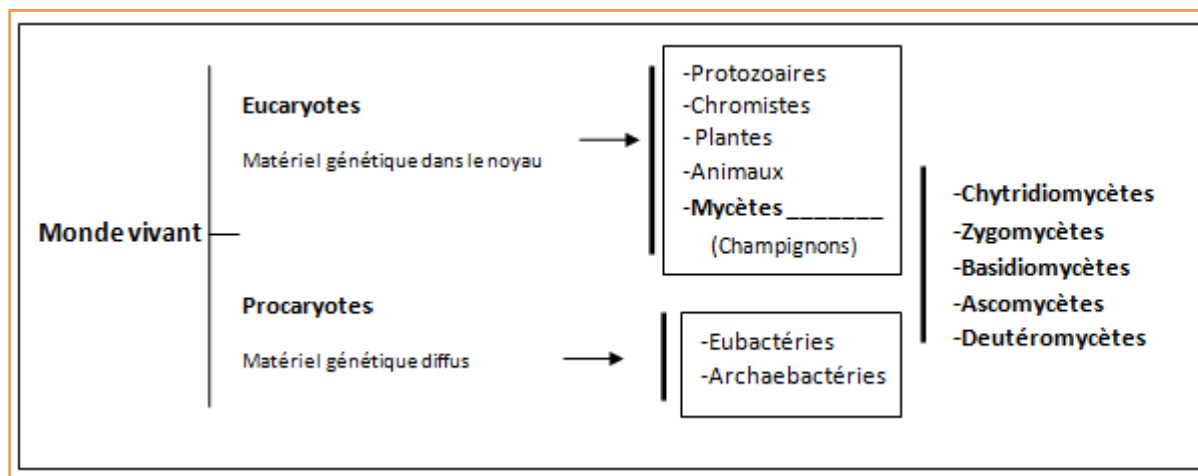 Monde vivant
Eucaryotes
Matériel génétique dans le noyau
-Protozoaires
-Chromistes
- Plantes
-Animaux
-Mycètes _______
(Champignons)
-Chytridiomycètes
-Zygomycètes
-Basidiomycètes
-Ascomycètes
-Deutéromycètes
Procaryotes
Matériel génétique diffus
-Eubactéries
-Archaebactéries